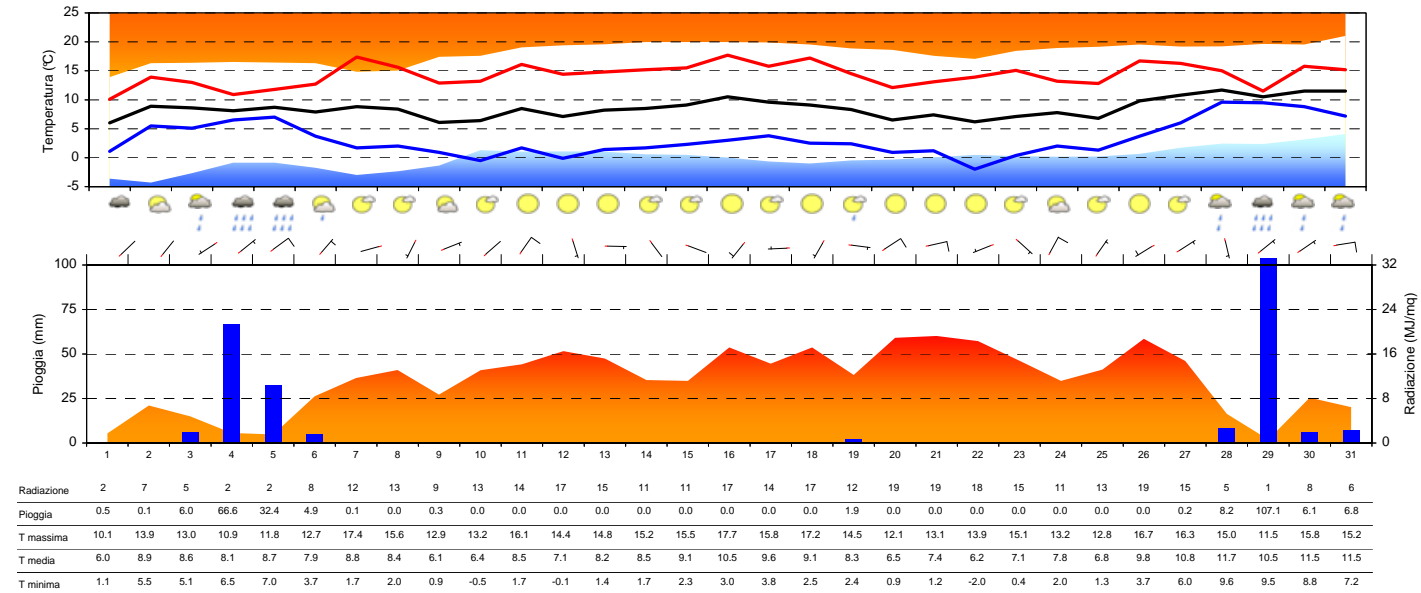 Temperatura (°C)
25
20
15
10
5
0
-5
Pioggia (mm)
100
75
50
25
0
Radiazione (MJ/mq)
32
24
16
8
0
1 2 3 4 5 6 7 8 9 10 11 12 13 14 15 16 17 18 19 20 21 22 23 24 25 26 27 28 29 30 31
Radiazione 2 7 5 2 2 8 12 13 9 13 14 17 15 11 11 17 14 17 12 19 19 18 15 11 13 19 15 5 1 8 6
Pioggia 0.5 0.1 6.0 66.6 32.4 4.9 0.1 0.0 0.3 0.0 0.0 0.0 0.0 0.0 0.0 0.0 0.0 0.0 1.9 0.0 0.0 0.0 0.0 0.0 0.0 0.0 0.2 8.2 107.1 6.1 6.8
T massima 10.1 13.9 13.0 10.9 11.8 12.7 17.4 15.6 12.9 13.2 16.1 14.4 14.8 15.2 15.5 17.7 15.8 17.2 14.5 12.1 13.1 13.9 15.1 13.2 12.8 16.7 16.3 15.0 11.5 15.8 15.2
T media 6.0 8.9 8.6 8.1 8.7 7.9 8.8 8.4 6.1 6.4 8.5 7.1 8.2 8.5 9.1 10.5 9.6 9.1 8.3 6.5 7.4 6.2 7.1 7.8 6.8 9.8 10.8 11.7 10.5 11.5 11.5
T minima 1.1 5.5 5.1 6.5 7.0 3.7 1.7 2.0 0.9 -0.5 1.7 -0.1 1.4 1.7 2.3 3.0 3.8 2.5 2.4 0.9 1.2 -2.0 0.4 2.0 1.3 3.7 6.0 9.6 9.5 8.8 7.2